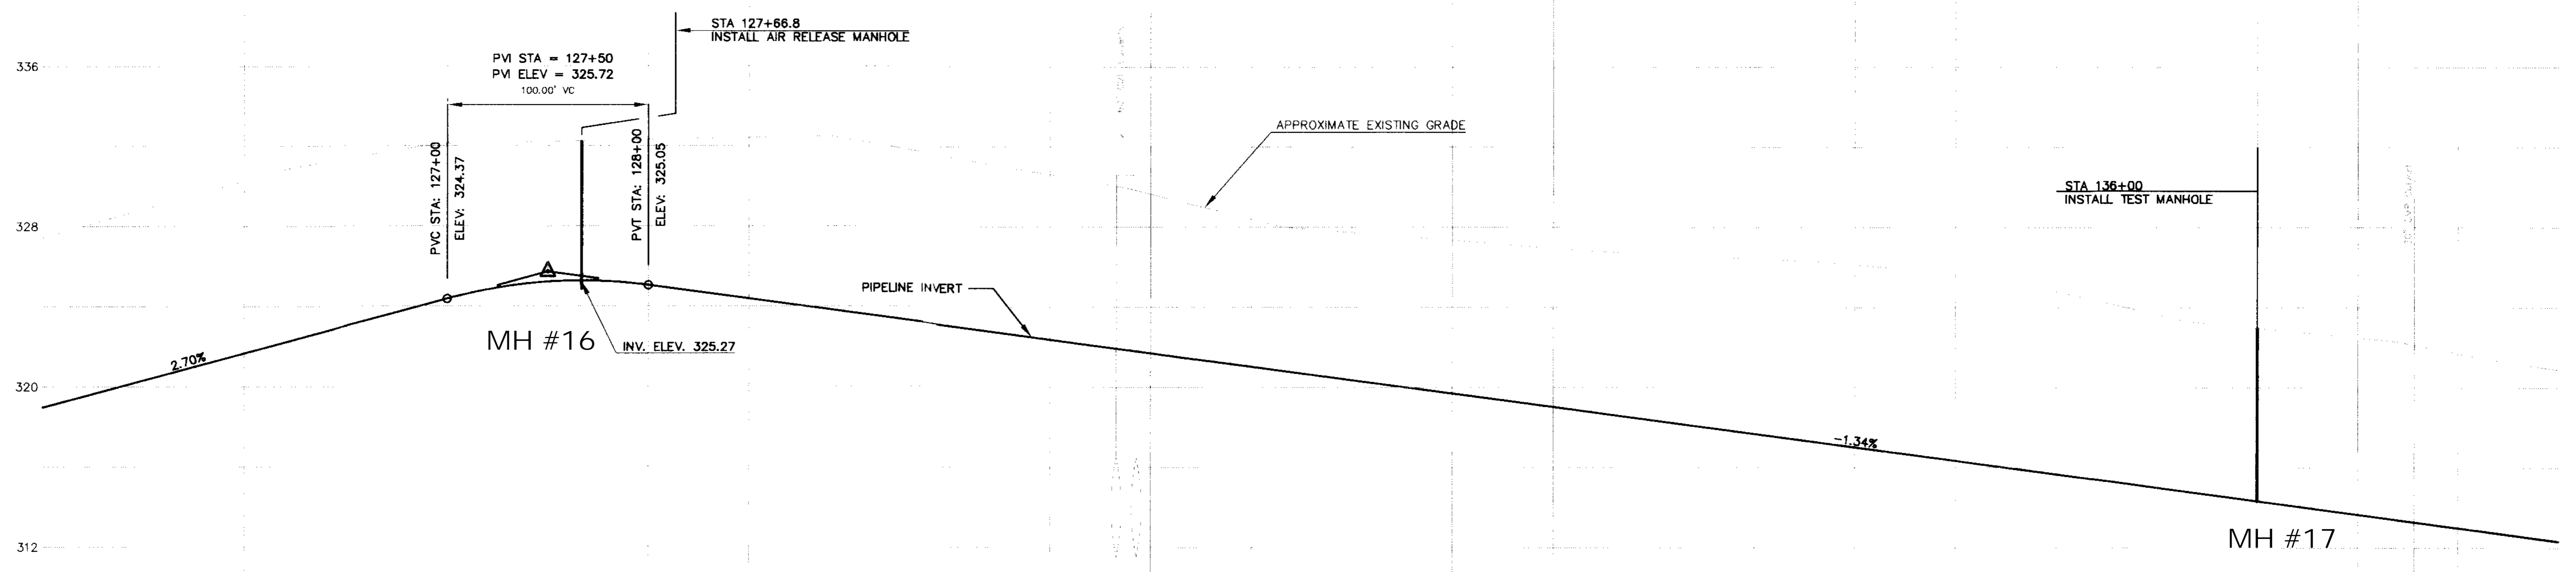 STA 127+66.8
INSTALL AIR RELEASE MANHOLE
PVI STA = 127+50
PVI ELEV = 325.72
100.00' VC
336
328
320
312
PVC STA: 127+00
ELEV: 324.37
PVT STA: 128+00
ELEV: 325.05
APPROXIMATE EXISTING GRADE
STA 136+00
INSTALL TEST MANHOLE
PIPELINE INVERT
MH #16
INV. ELEV. 325.27
2.70%
-1.34%
MH #17